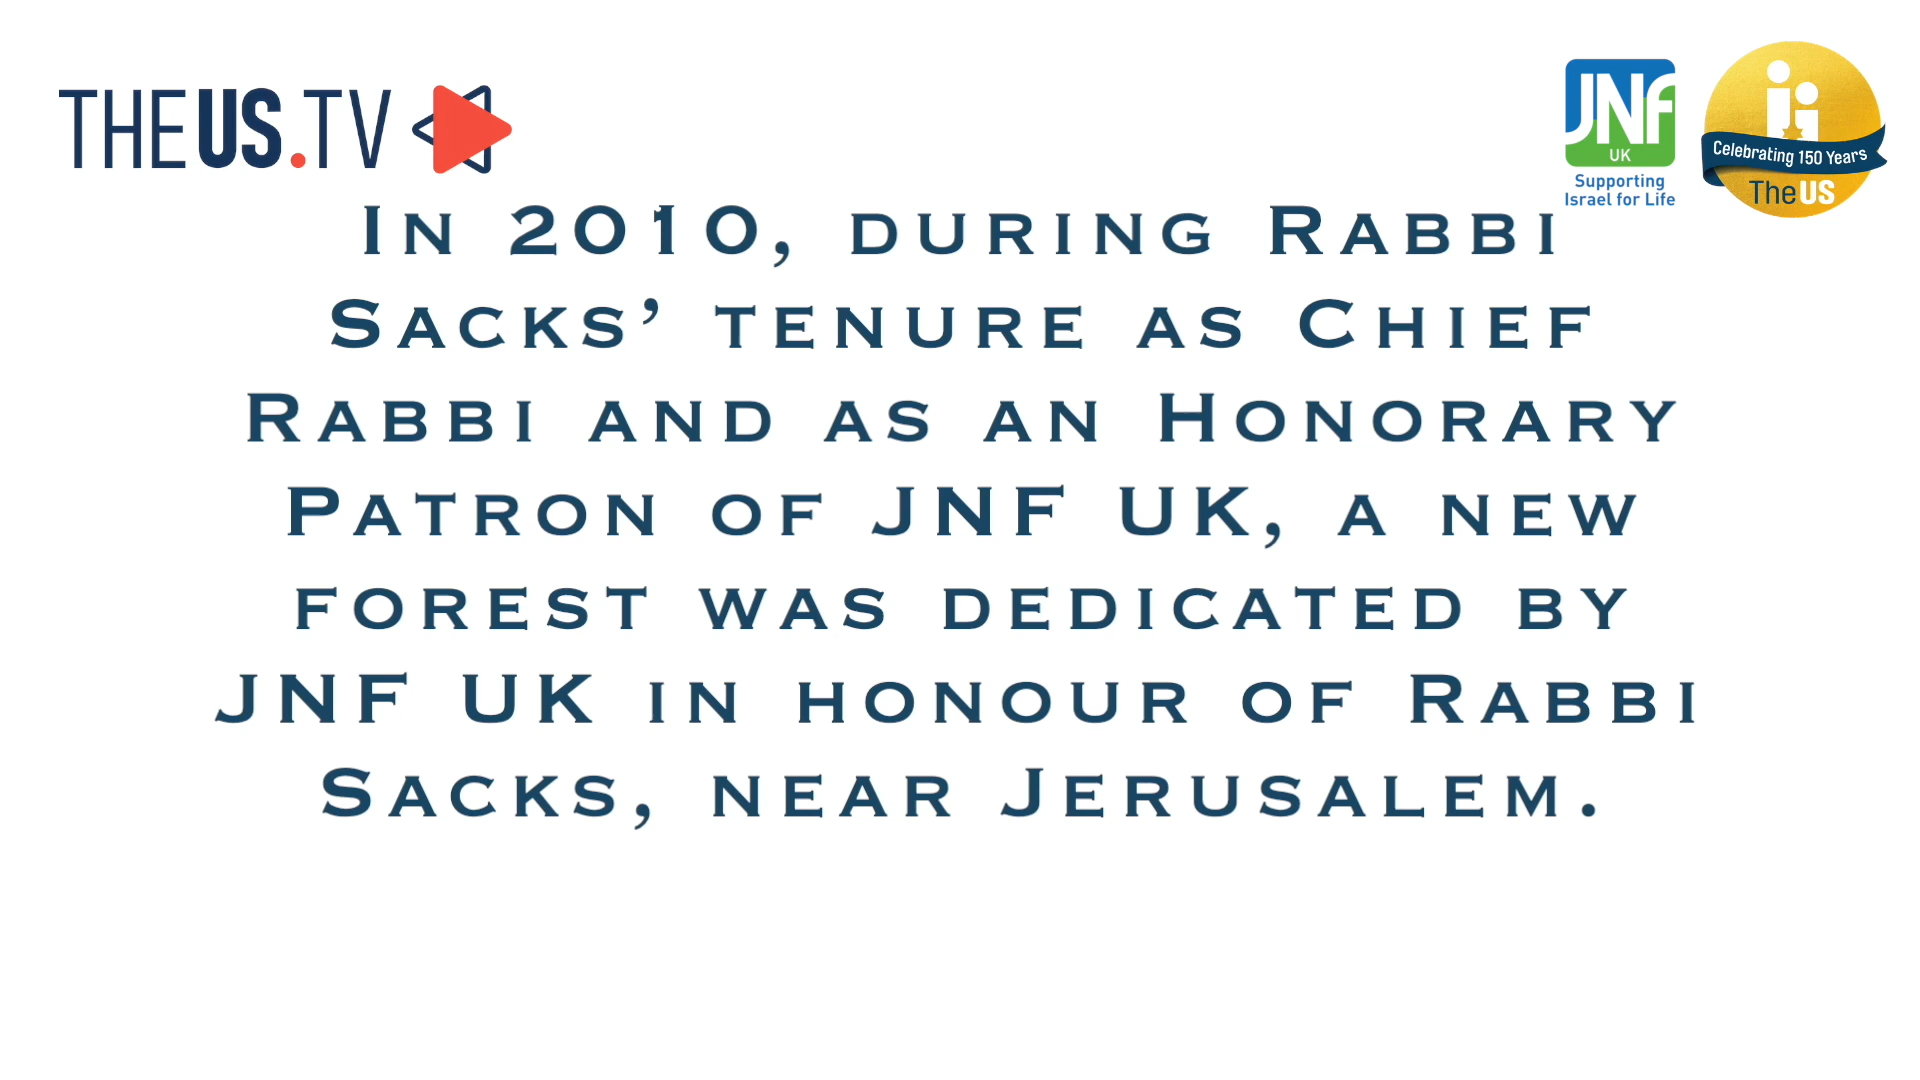 THEUS.TV
JNF
UK
Supporting
Israel for Life
Celebrating 150 Years
TheUS
In 2010, during Rabbi
Sacks’ tenure as Chief
Rabbi and as an Honorary
Patron of JNF UK, a new
forest was dedicated by
JNF UK in honour of Rabbi
Sacks, near Jerusalem.